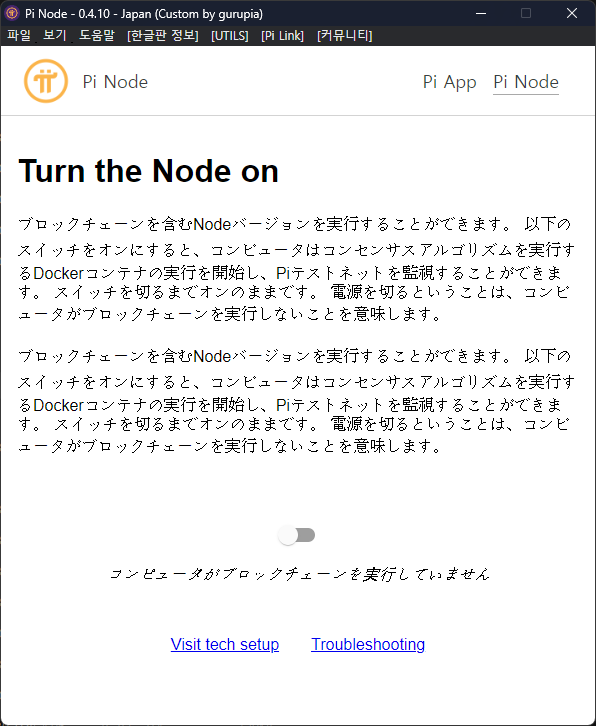 Pi Node - 0.4.10 - Japan (Custom by gurupia)
파일 보기 도움말 [한글판 정보] [UTILS] [Pi Link] [커뮤니티]
Pi Node Pi App Pi Node
Turn the Node on
ブロックチェーンを含むNodeバージョンを実行することができます。 以下の
スイッチをオンにすると、コンピュータはコンセンサスアルゴリズムを実行す
るDockerコンテナの実行を開始し、Piテストネットを監視することができま
す。 スイッチを切るまでオンのままです。 電源を切るということは、コンピ
ュータがブロックチェーンを実行しないことを意味します。
ブロックチェーンを含むNodeバージョンを実行することができます。 以下の
スイッチをオンにすると、コンピュータはコンセンサスアルゴリズムを実行す
るDockerコンテナの実行を開始し、Piテストネットを監視することができま
す。 スイッチを切るまでオンのままです。 電源を切るということは、コンピ
ュータがブロックチェーンを実行しないことを意味します。
コンピュータがブロックチェーンを実行していません
Visit tech setup Troubleshooting